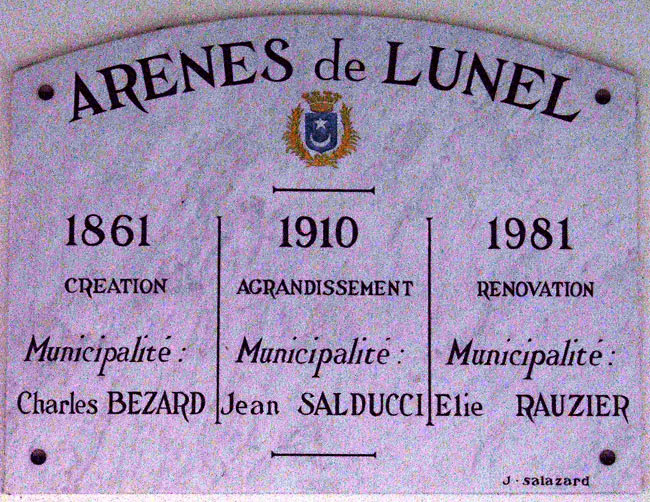 ARENES de LUNEL
1861
CREATION
Municipalité :
Charles BEZARD
1910
AGRANDISSEMENT
Municipalité :
Jean SALDUCCI
1981
RENOVATION
Municipalité :
Elie RAUZIER
J. salazard